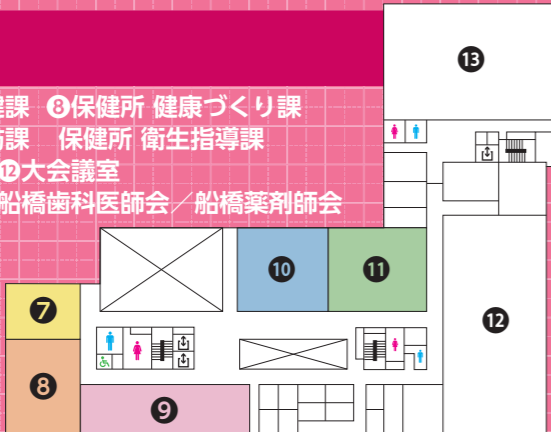 課 ❽保健所 健康づくり課
課 保健所 衛生指導課
⓬大会議室
船橋歯科医師会／船橋薬剤師会
⓭
❿
⓫
❼
⓬
❽
❾